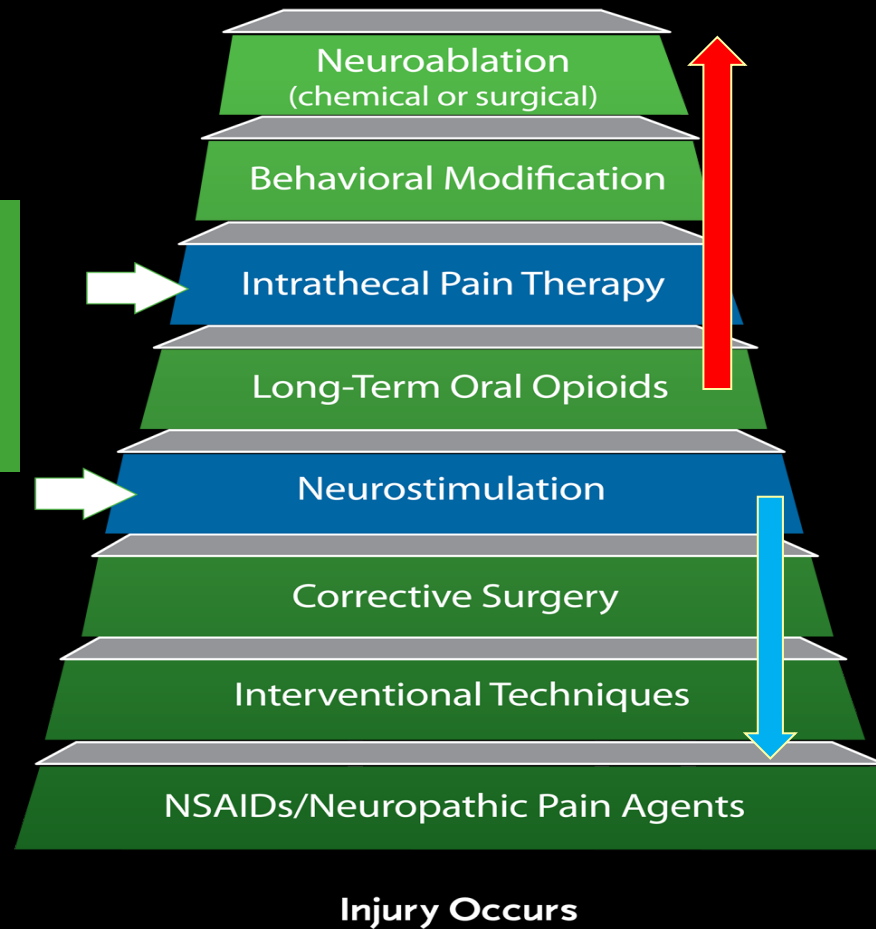 Neuroablation
(chemical or surgical)
Behavioral Modification
Intrathecal Pain Therapy
Long-Term Oral Opioids
Neurostimulation
Corrective Surgery
Interventional Techniques
NSAIDs/Neuropathic Pain Agents
Injury Occurs